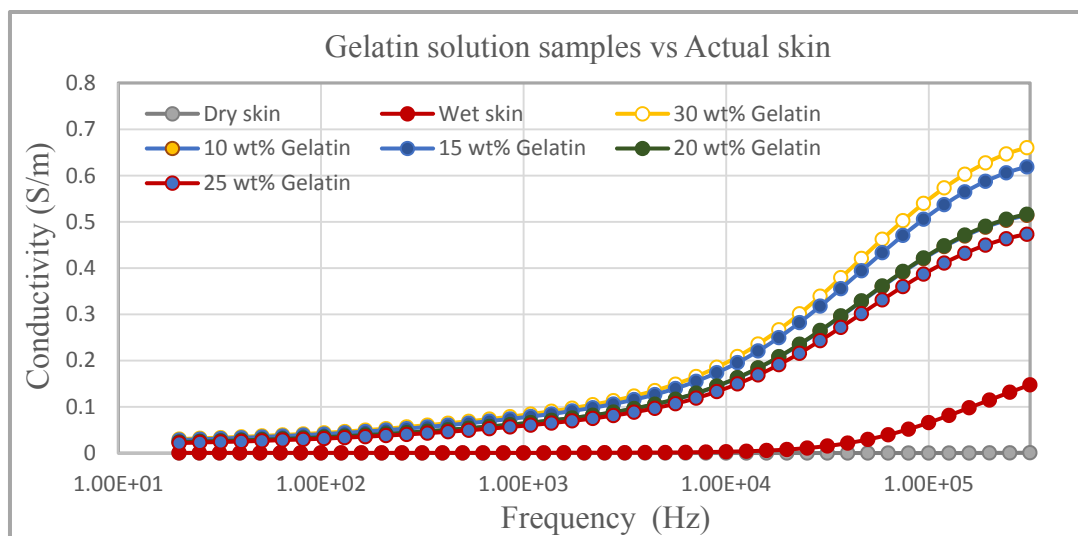 Gelatin solution samples vs Actual skin
0.8
0.7
0.6
0.5
0.4
0.3
0.2
0.1
0
Conductivity (S/m)
Dry skin Wet skin 30 wt% Gelatin
10 wt% Gelatin 15 wt% Gelatin 20 wt% Gelatin
25 wt% Gelatin
1.00E+01 1.00E+02 1.00E+03 1.00E+04 1.00E+05
Frequency (Hz)